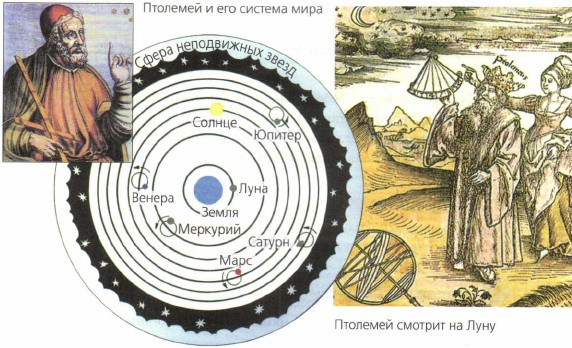 Птолемей и его система мира
Сфера неподвижных звезд
Солнце
Юпитер
Венера
Луна
Земля
Меркурий
Сатурн
Марс
Ptolomeus
Птолемей смотрит на Луну